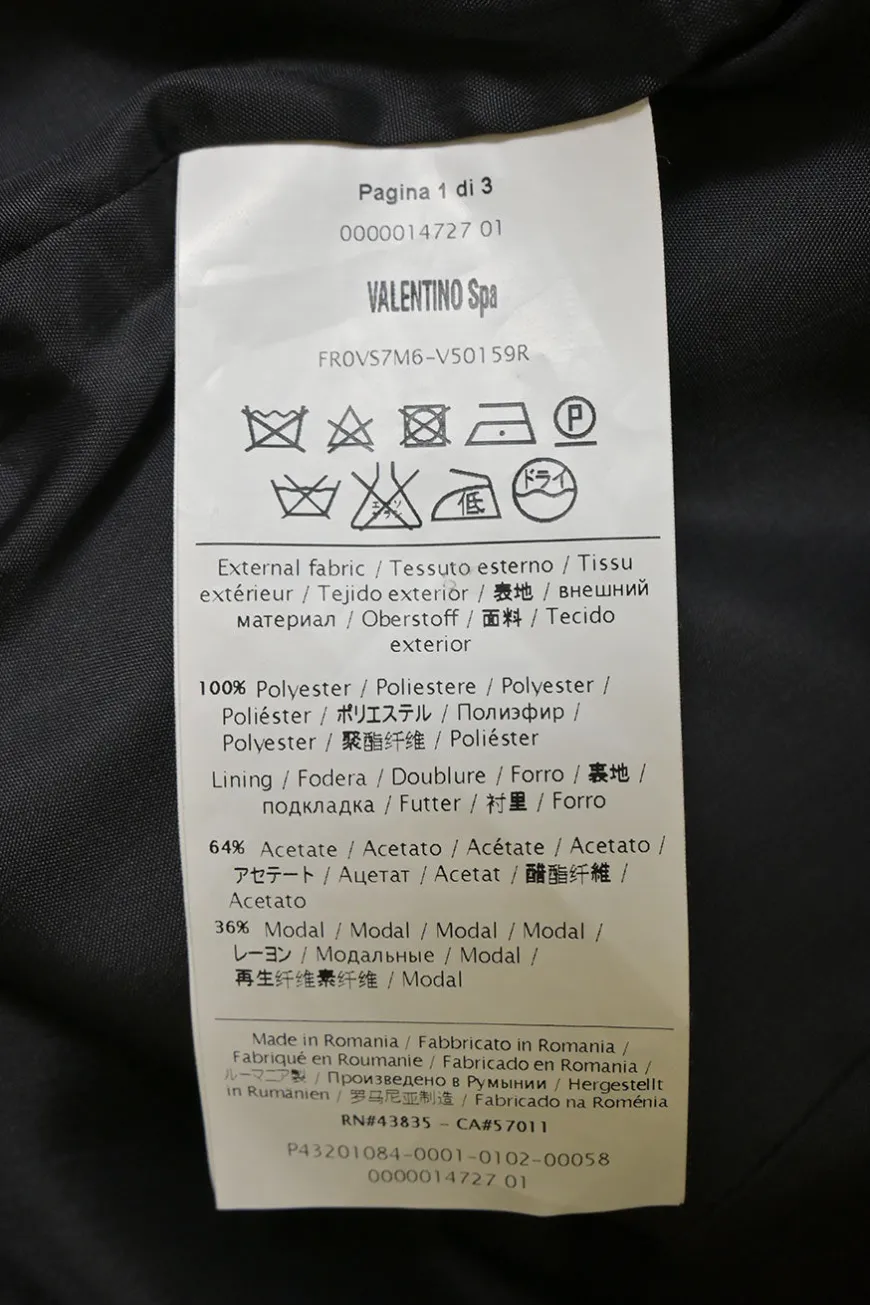 Pagina 1 di 3
0000014727 01
VALENTINO Spa
FR0VS7M6-V50159R
P
低 ドライ
External fabric / Tessuto esterno / Tissu
extérieur / Tejido exterior / 表地 / внешний
материал / Oberstoff / 面料 / Tecido
exterior
100% Polyester / Poliestere / Polyester /
Poliéster / ポリエステル / Полиэфир /
Polyester / 聚酯纤维 / Poliéster
Lining / Fodera / Doublure / Forro / 裏地 /
подкладка / Futter / 衬里 / Forro
64% Acetate / Acetato / Acétate / Acetato /
アセテート / Ацетат / Acetat / 醋酯纤維 /
Acetato
36% Modal / Modal / Modal / Modal /
レーヨン / Модальные / Modal /
再生纤维素纤维 / Modal
Made in Romania / Fabbricato in Romania /
Fabriqué en Roumanie / Fabricado en Romania /
ルーマニア製 / Произведено в Румынии / Hergestellt
in Rumänien / 罗马尼亚制造 / Fabricado na Roménia
RN#43835 - CA#57011
P43201084-0001-0102-00058
0000014727 01